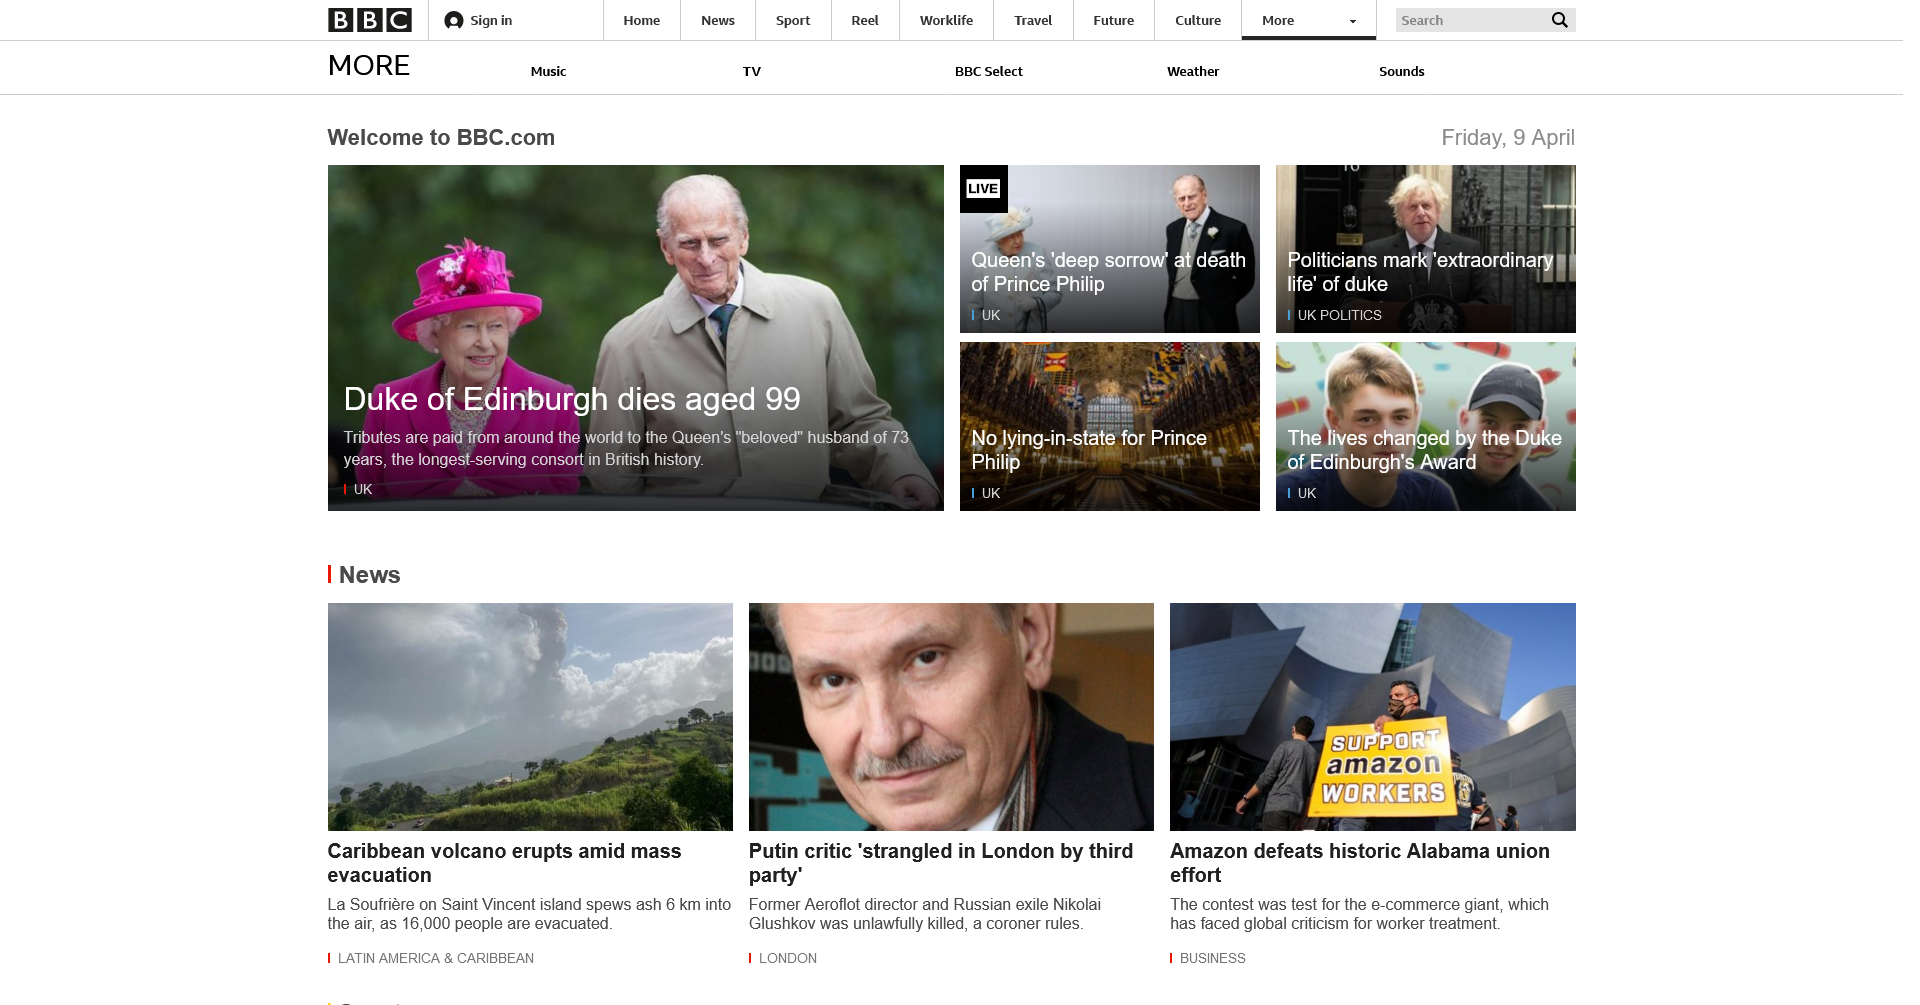 BBC
Sign in
Home
News
Sport
Reel
Worklife
Travel
Future
Culture
More
Search
MORE
Music
TV
BBC Select
Weather
Sounds
Welcome to BBC.com
Friday, 9 April
Duke of Edinburgh dies aged 99
Tributes are paid from around the world to the Queen's "beloved" husband of 73
years, the longest-serving consort in British history.
UK
LIVE
Queen's 'deep sorrow' at death
of Prince Philip
UK
10
Politicians mark 'extraordinary
life' of duke
UK POLITICS
No lying-in-state for Prince
Philip
UK
The lives changed by the Duke
of Edinburgh's Award
UK
News
Caribbean volcano erupts amid mass
evacuation
La Soufrière on Saint Vincent island spews ash 6 km into
the air, as 16,000 people are evacuated.
LATIN AMERICA & CARIBBEAN
Putin critic 'strangled in London by third
party'
Former Aeroflot director and Russian exile Nikolai
Glushkov was unlawfully killed, a coroner rules.
LONDON
SUPPORT
amazon
WORKERS
Amazon defeats historic Alabama union
effort
The contest was test for the e-commerce giant, which
has faced global criticism for worker treatment.
BUSINESS